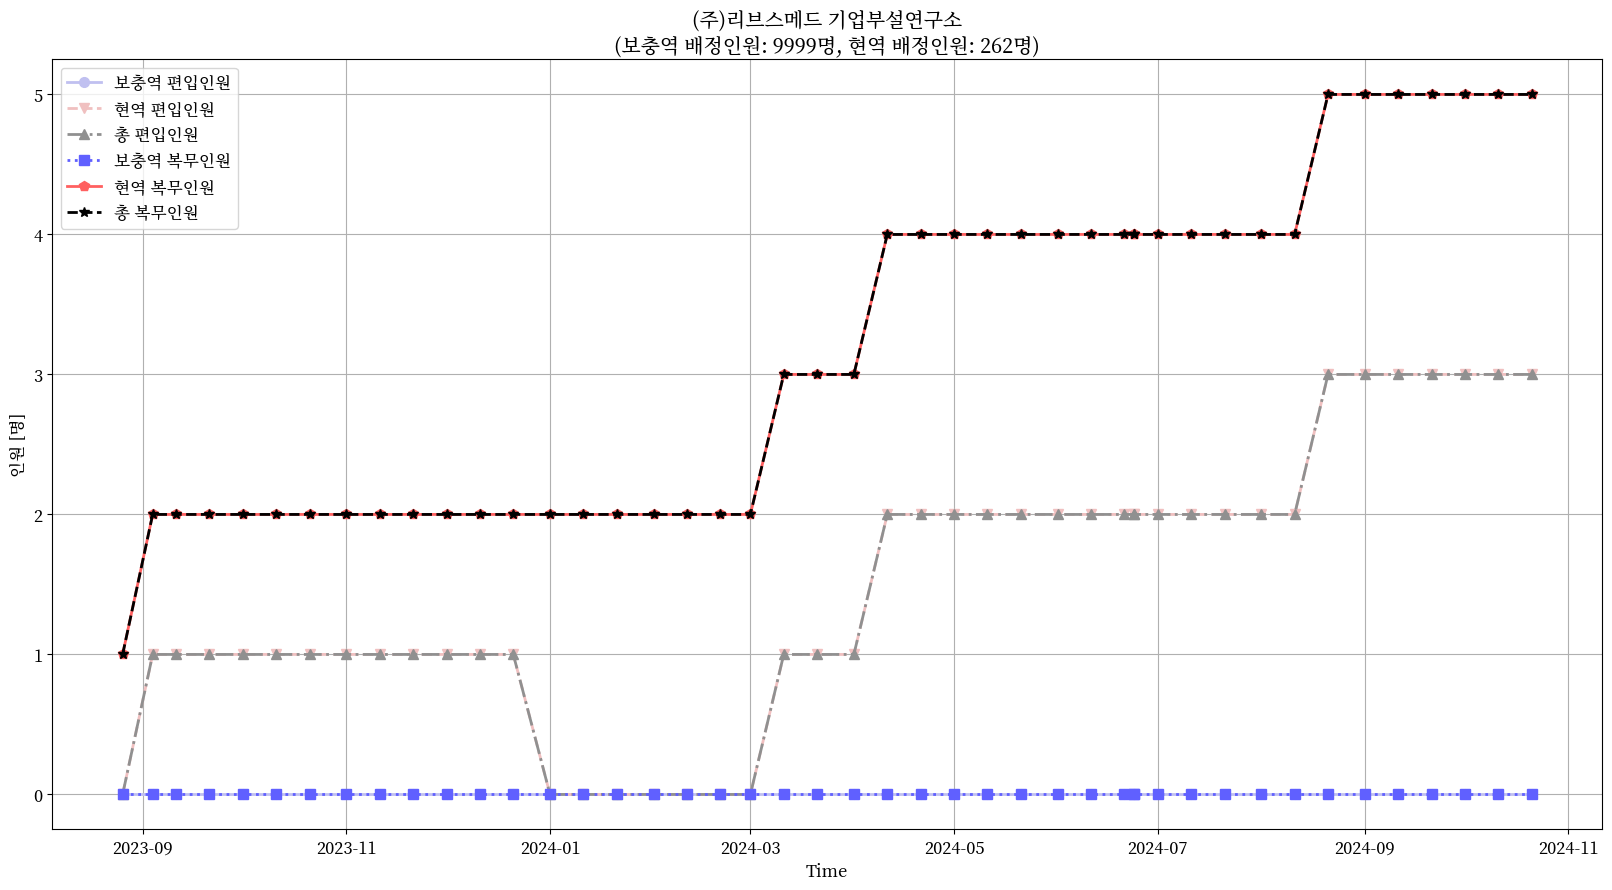 (주)리브스메드 기업부설연구소
(보충역 배정인원: 9999명, 현역 배정인원: 262명)
보충역 편입인원
현역 편입인원
총 편입인원
보충역 복무인원
현역 복무인원
총 복무인원
5
4
3
2
1
0
인원 [명]
2023-09 2023-11 2024-01 2024-03 2024-05 2024-07 2024-09 2024-11
Time